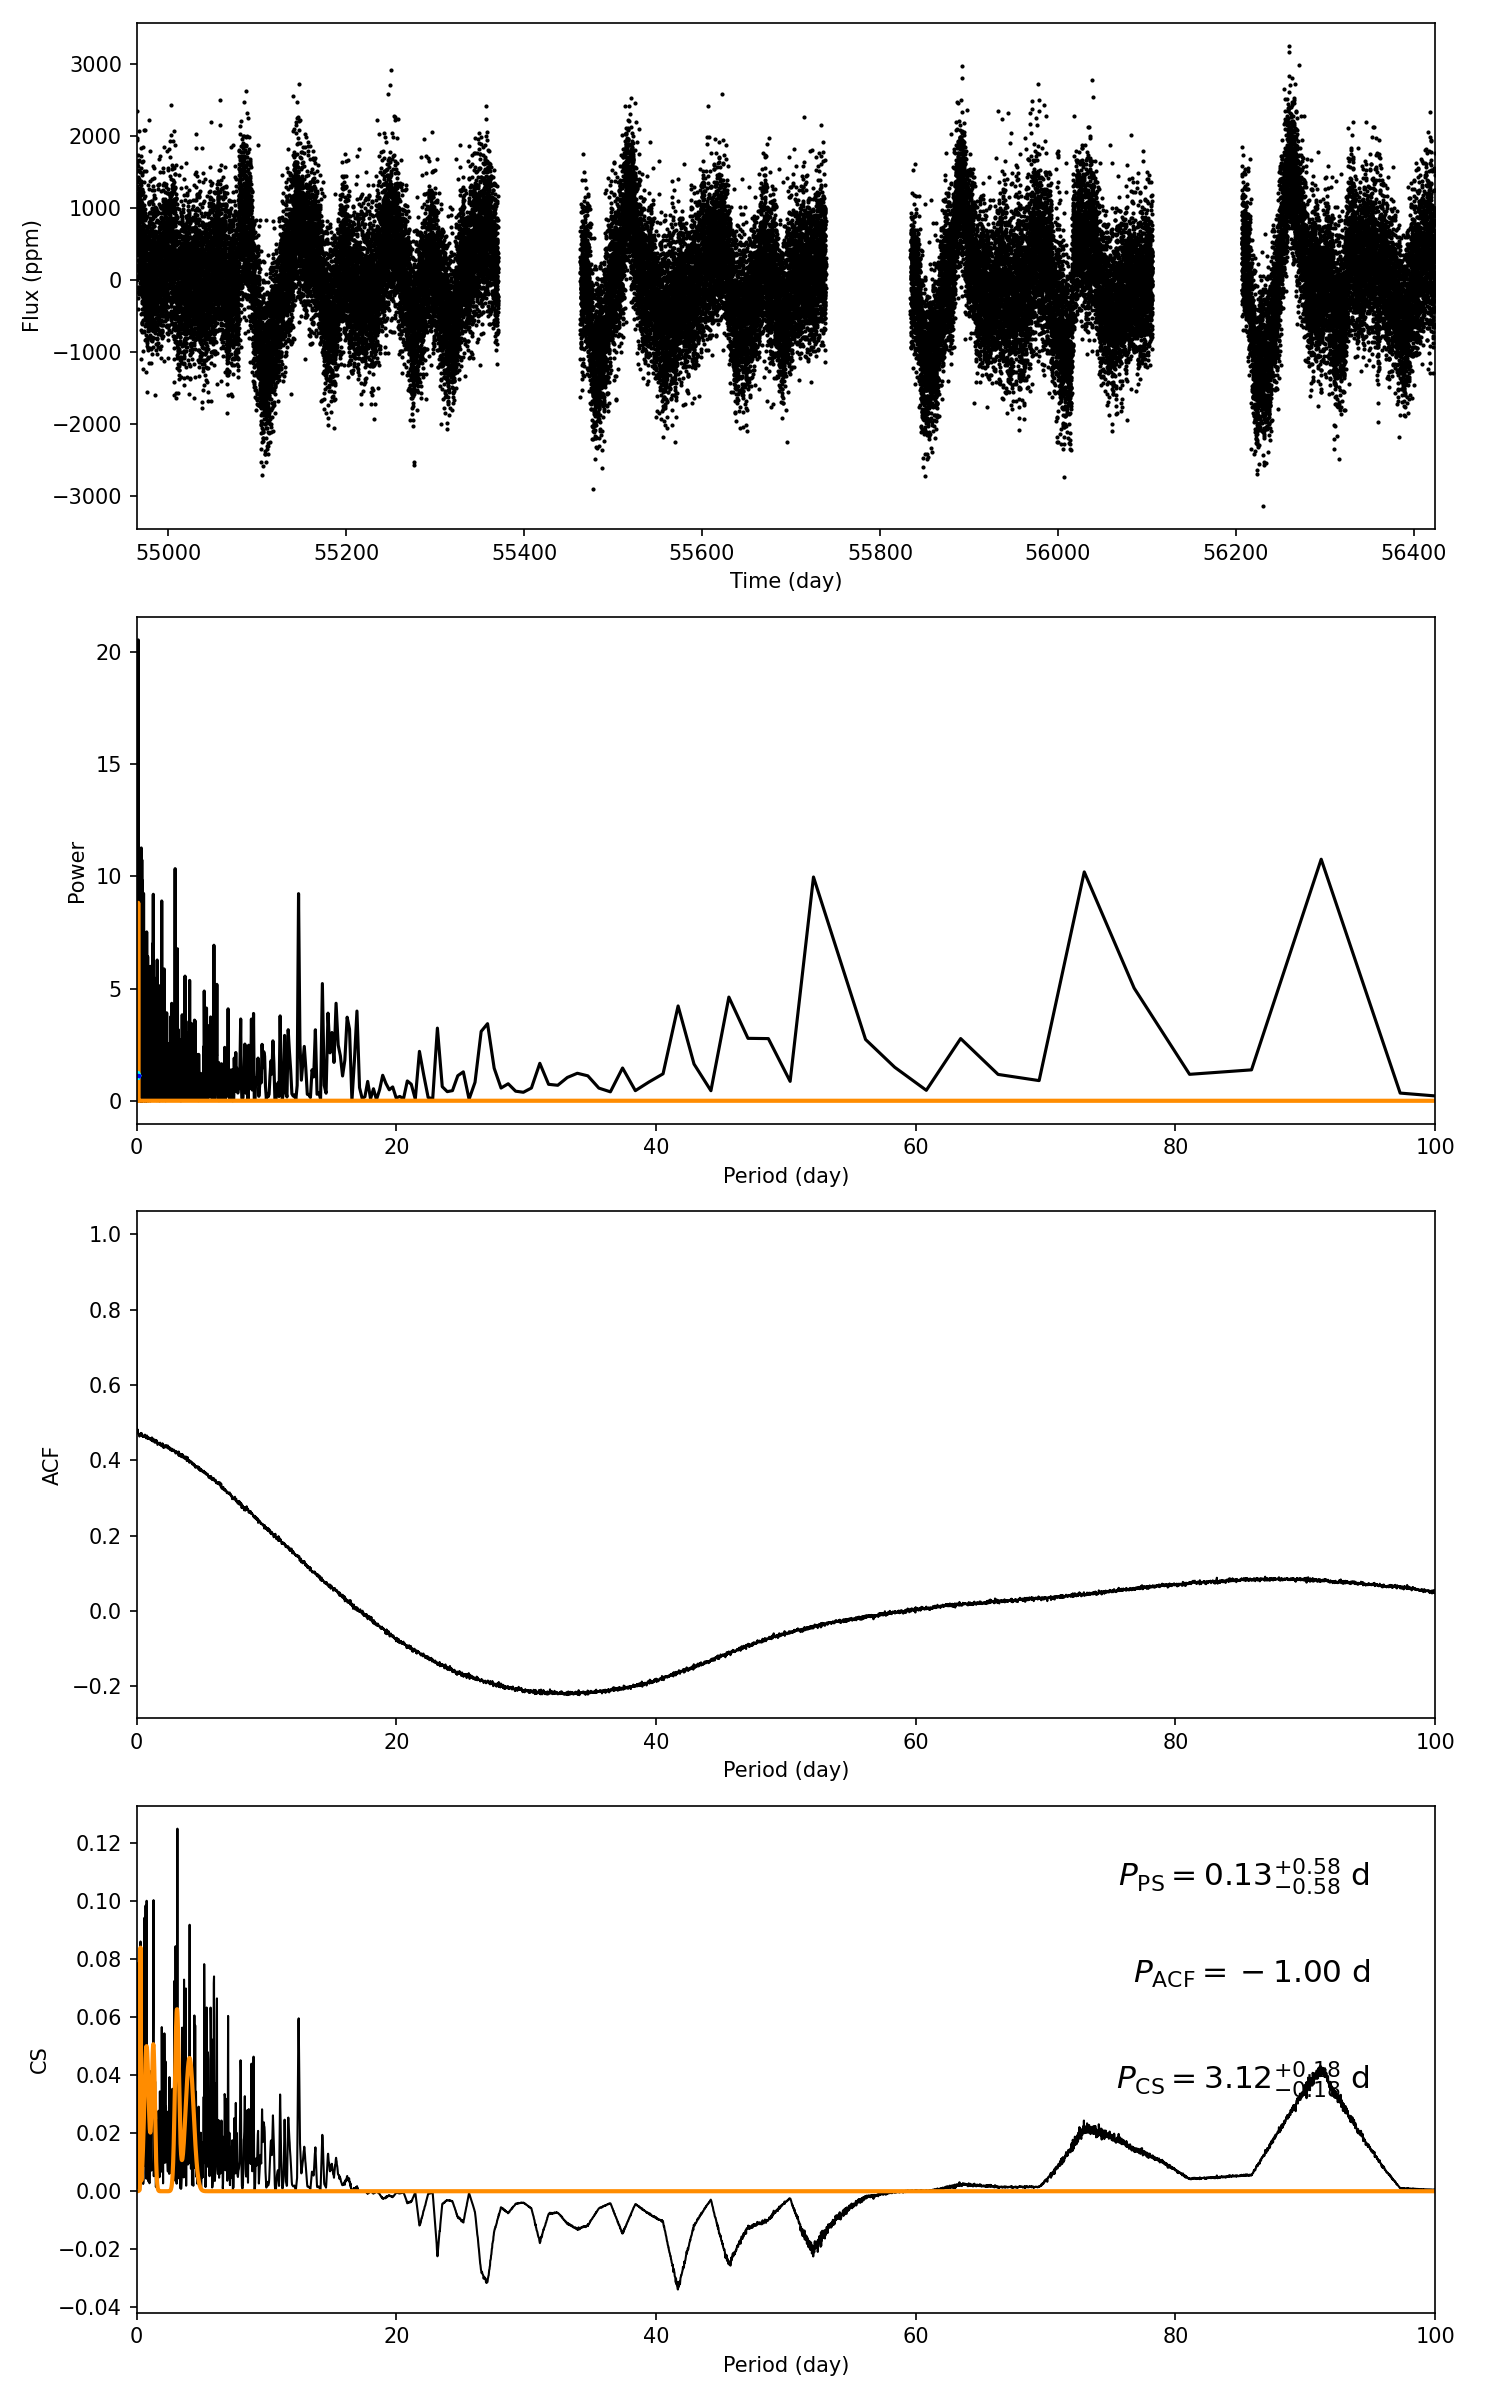 3000
2000
1000
0
−1000
−2000
−3000
Flux (ppm)
55000 55200 55400 55600 55800 56000 56200 56400
Time (day)
20
15
10
5
0
Power
0 20 40 60 80 100
Period (day)
1.0
0.8
0.6
0.4
0.2
0.0
−0.2
ACF
0 20 40 60 80 100
Period (day)
0.12
0.10
0.08
0.06
0.04
0.02
0.00
−0.02
−0.04
CS
P_PS = 0.13 +0.58 −0.58 d
P_ACF = −1.00 d
P_CS = 3.12 +0.18 −0.18 d
0 20 40 60 80 100
Period (day)